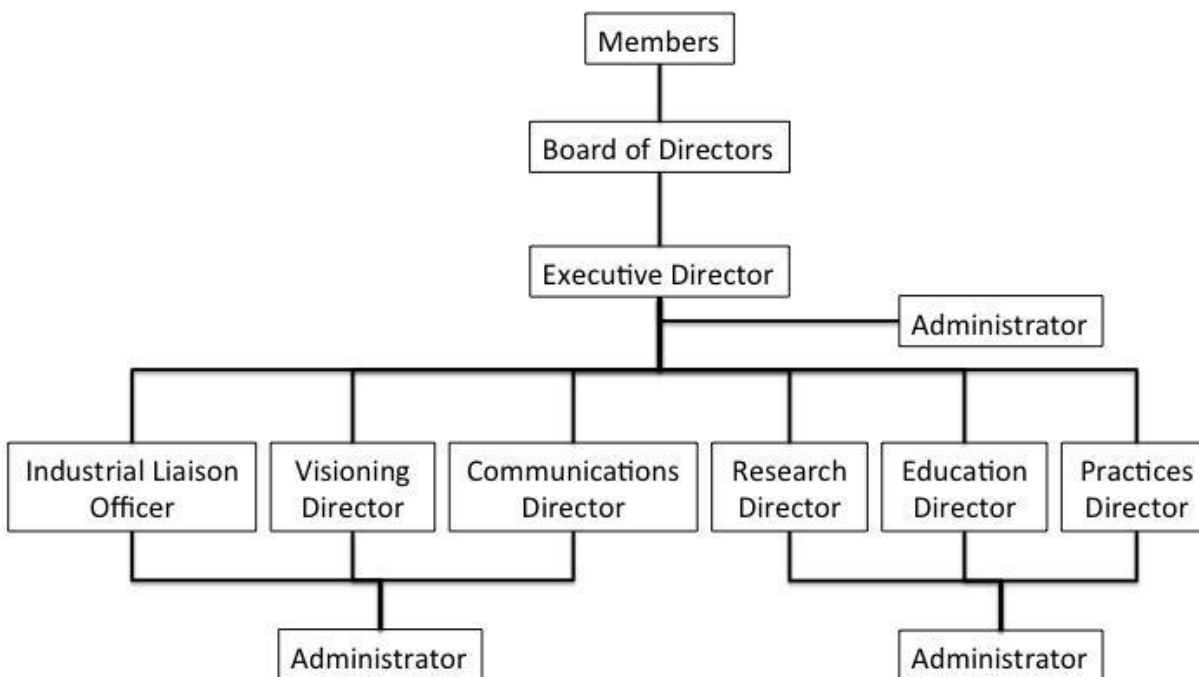 Members
Board of Directors
Executive Director
Administrator
Industrial Liaison
Officer
Visioning
Director
Communications
Director
Research
Director
Education
Director
Practices
Director
Administrator
Administrator